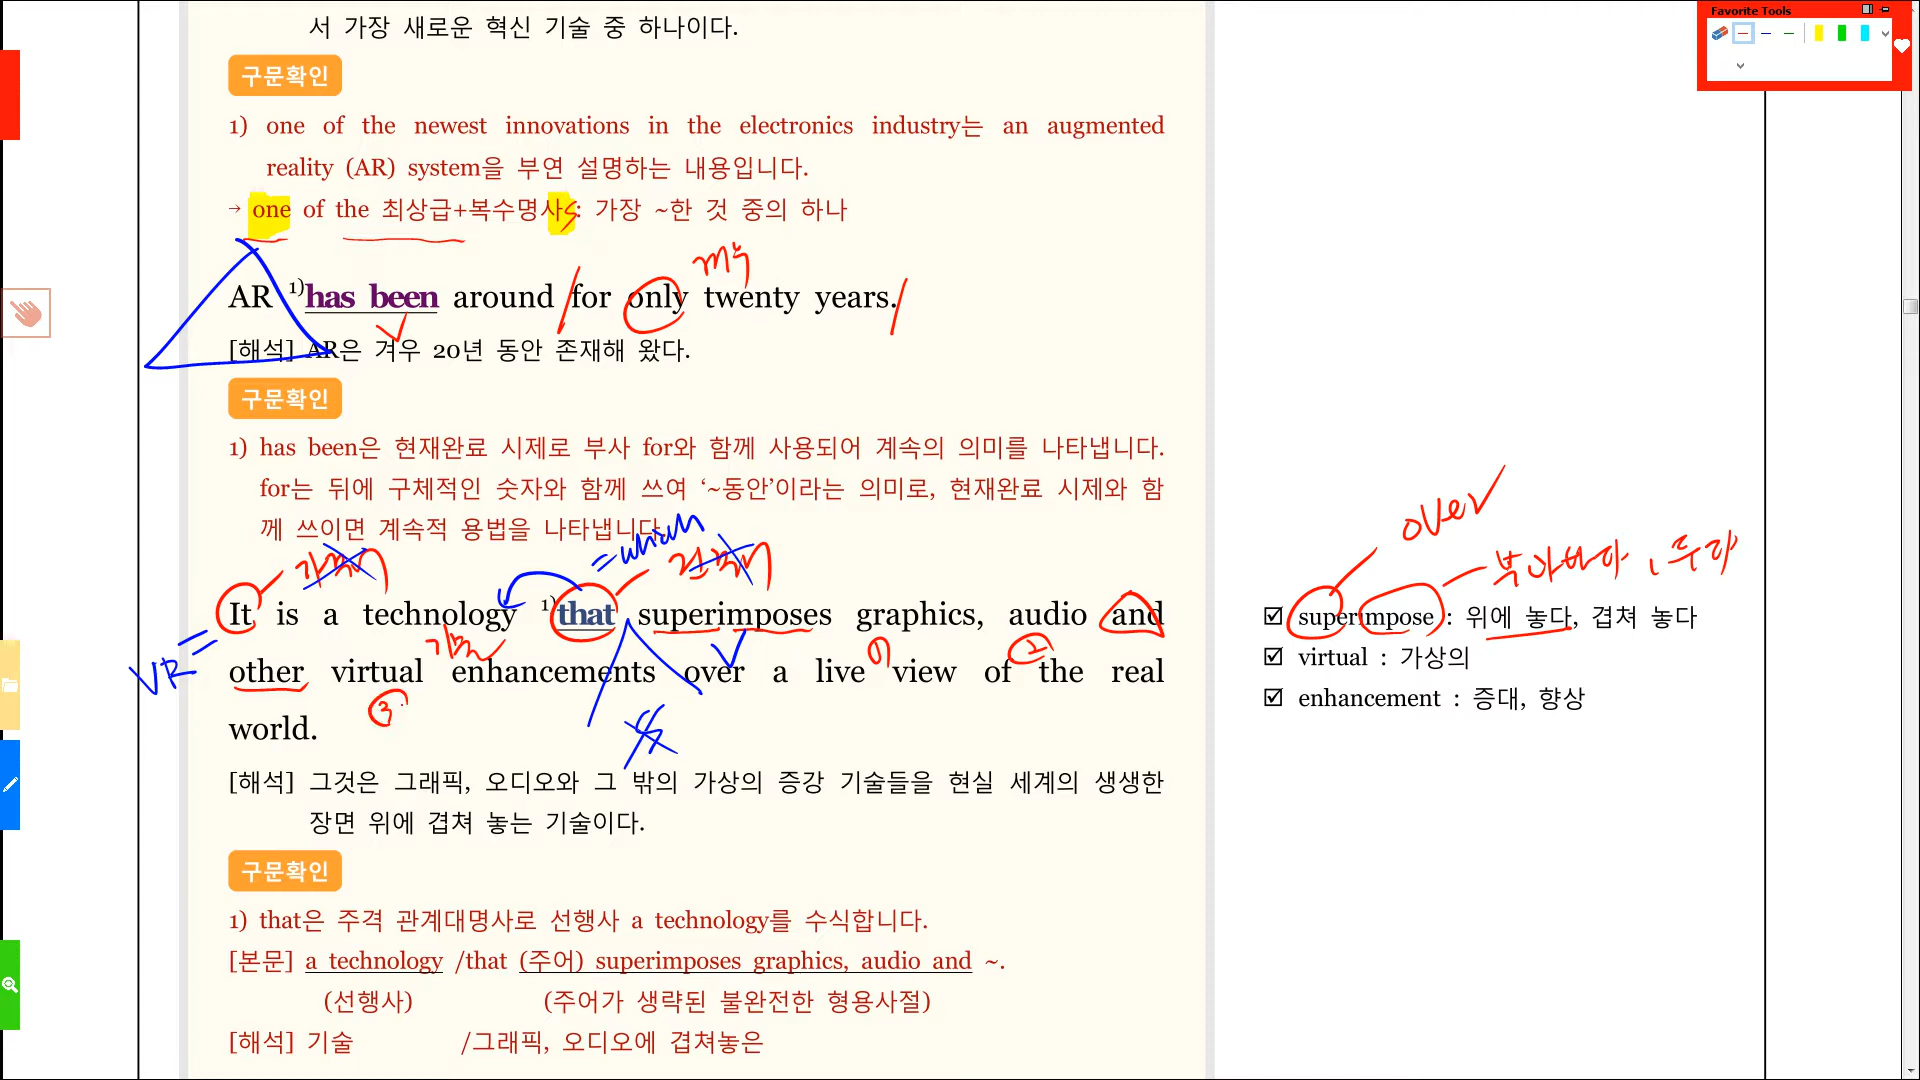 Favorite Tools
서 가장 새로운 혁신 기술 중 하나이다.
구문확인
1) one of the newest innovations in the electronics industry는 an augmented
reality (AR) system을 부연 설명하는 내용입니다.
→ one of the 최상급+복수명사s: 가장 ~한 것 중의 하나
AR 1)has been around for only twenty years.
[해석] AR은 겨우 20년 동안 존재해 왔다.
구문확인
1) has been은 현재완료 시제로 부사 for와 함께 사용되어 계속의 의미를 나타냅니다.
for는 뒤에 구체적인 숫자와 함께 쓰여 ‘~동안’이라는 의미로, 현재완료 시제와 함
께 쓰이면 계속적 용법을 나타냅니다.
=which
over
It is a technology 1)that superimposes graphics, audio and
VR=
other virtual enhancements over a live view of the real
① ② ③
world.
[해석] 그것은 그래픽, 오디오와 그 밖의 가상의 증강 기술들을 현실 세계의 생생한
장면 위에 겹쳐 놓는 기술이다.
구문확인
1) that은 주격 관계대명사로 선행사 a technology를 수식합니다.
[본문] a technology /that (주어) superimposes graphics, audio and ~.
(선행사) (주어가 생략된 불완전한 형용사절)
[해석] 기술 /그래픽, 오디오에 겹쳐놓은
☑ superimpose : 위에 놓다, 겹쳐 놓다
☑ virtual : 가상의
☑ enhancement : 증대, 향상